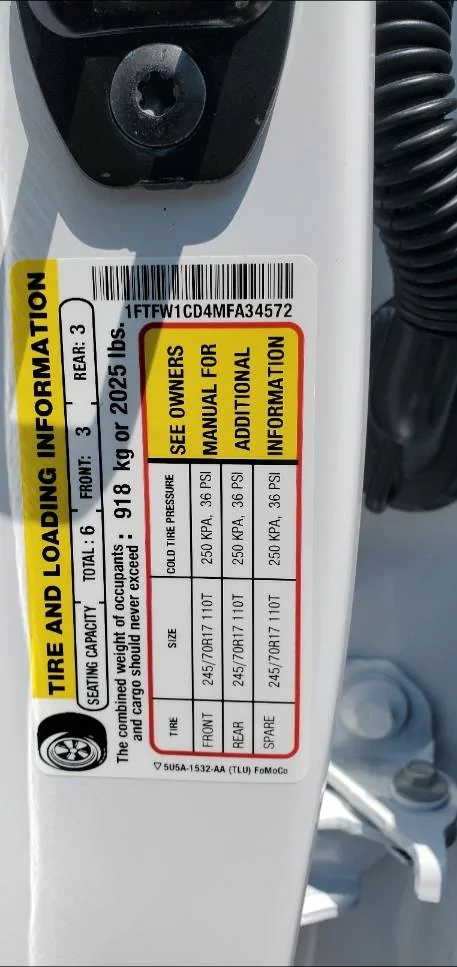 TIRE AND LOADING INFORMATION
SEATING CAPACITY TOTAL : 6 FRONT: 3 REAR: 3
The combined weight of occupants and cargo should never exceed : 918 kg or 2025 lbs.
1FTFW1CD4MFA34572
TIRE SIZE COLD TIRE PRESSURE SEE OWNERS
FRONT 245/70R17 110T 250 KPA, 36 PSI MANUAL FOR
REAR 245/70R17 110T 250 KPA, 36 PSI ADDITIONAL
SPARE 245/70R17 110T 250 KPA, 36 PSI INFORMATION
▽ 5U5A-1532-AA (TLU) FoMoCo